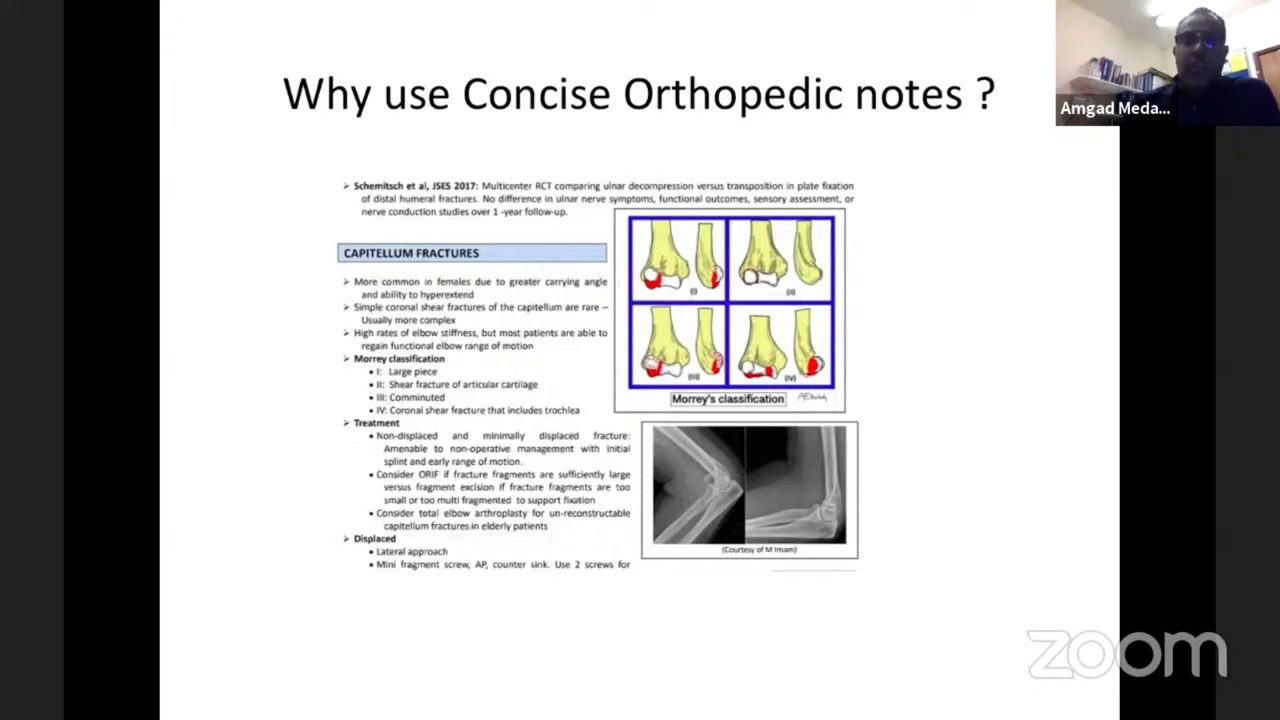 Why use Concise Orthopedic notes ?
Amgad Meda...
➢ Schemitsch et al, JSES 2017: Multicenter RCT comparing ulnar decompression versus transposition in plate fixation
of distal humeral fractures. No difference in ulnar nerve symptoms, functional outcomes, sensory assessment, or
nerve conduction studies over 1 -year follow-up.
CAPITELLUM FRACTURES
➢ More common in females due to greater carrying angle
and ability to hyperextend
➢ Simple coronal shear fractures of the capitellum are rare –
Usually more complex
➢ High rates of elbow stiffness, but most patients are able to
regain functional elbow range of motion
➢ Morrey classification
• I: Large piece
• II: Shear fracture of articular cartilage
• III: Comminuted
• IV: Coronal shear fracture that includes trochlea
➢ Treatment
• Non-displaced and minimally displaced fracture:
Amenable to non-operative management with initial
splint and early range of motion.
• Consider ORIF if fracture fragments are sufficiently large
versus fragment excision if fracture fragments are too
small or too multi fragmented to support fixation
• Consider total elbow arthroplasty for un-reconstructable
capitellum fractures in elderly patients
➢ Displaced
• Lateral approach
• Mini fragment screw, AP, counter sink. Use 2 screws for
(I)
(II)
(III)
(IV)
Morrey's classification
(Courtesy of M Imam)
zoom